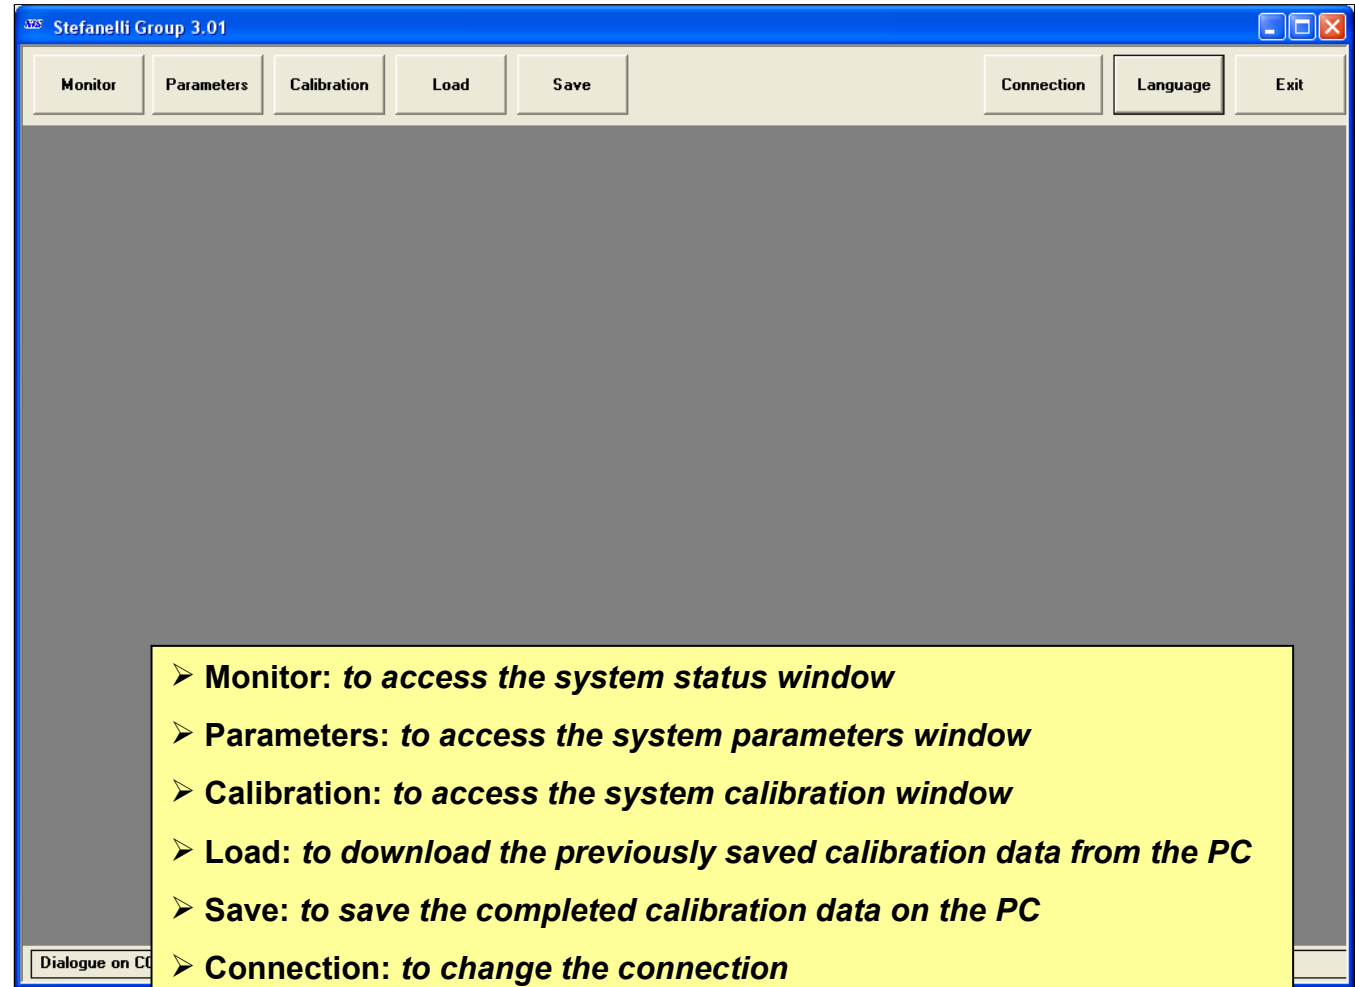 Stefanelli Group 3.01
Monitor Parameters Calibration Load Save Connection Language Exit
➢ Monitor: to access the system status window
➢ Parameters: to access the system parameters window
➢ Calibration: to access the system calibration window
➢ Load: to download the previously saved calibration data from the PC
➢ Save: to save the completed calibration data on the PC
Dialogue on
➢ Connection: to change the connection